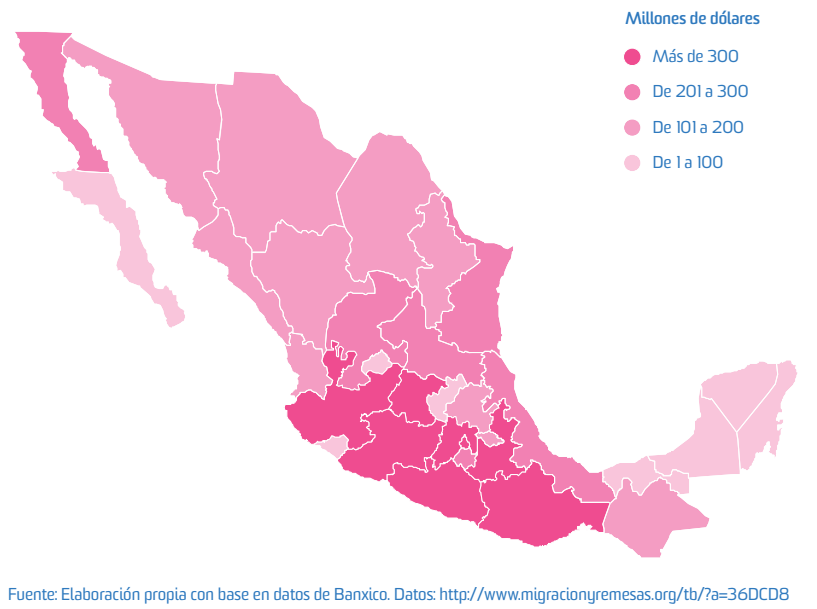 Millones de dólares
Más de 300
De 201 a 300
De 101 a 200
De 1 a 100
Fuente: Elaboración propia con base en datos de Banxico. Datos: http://www.migracionyremesas.org/tb/?a=36DCD8